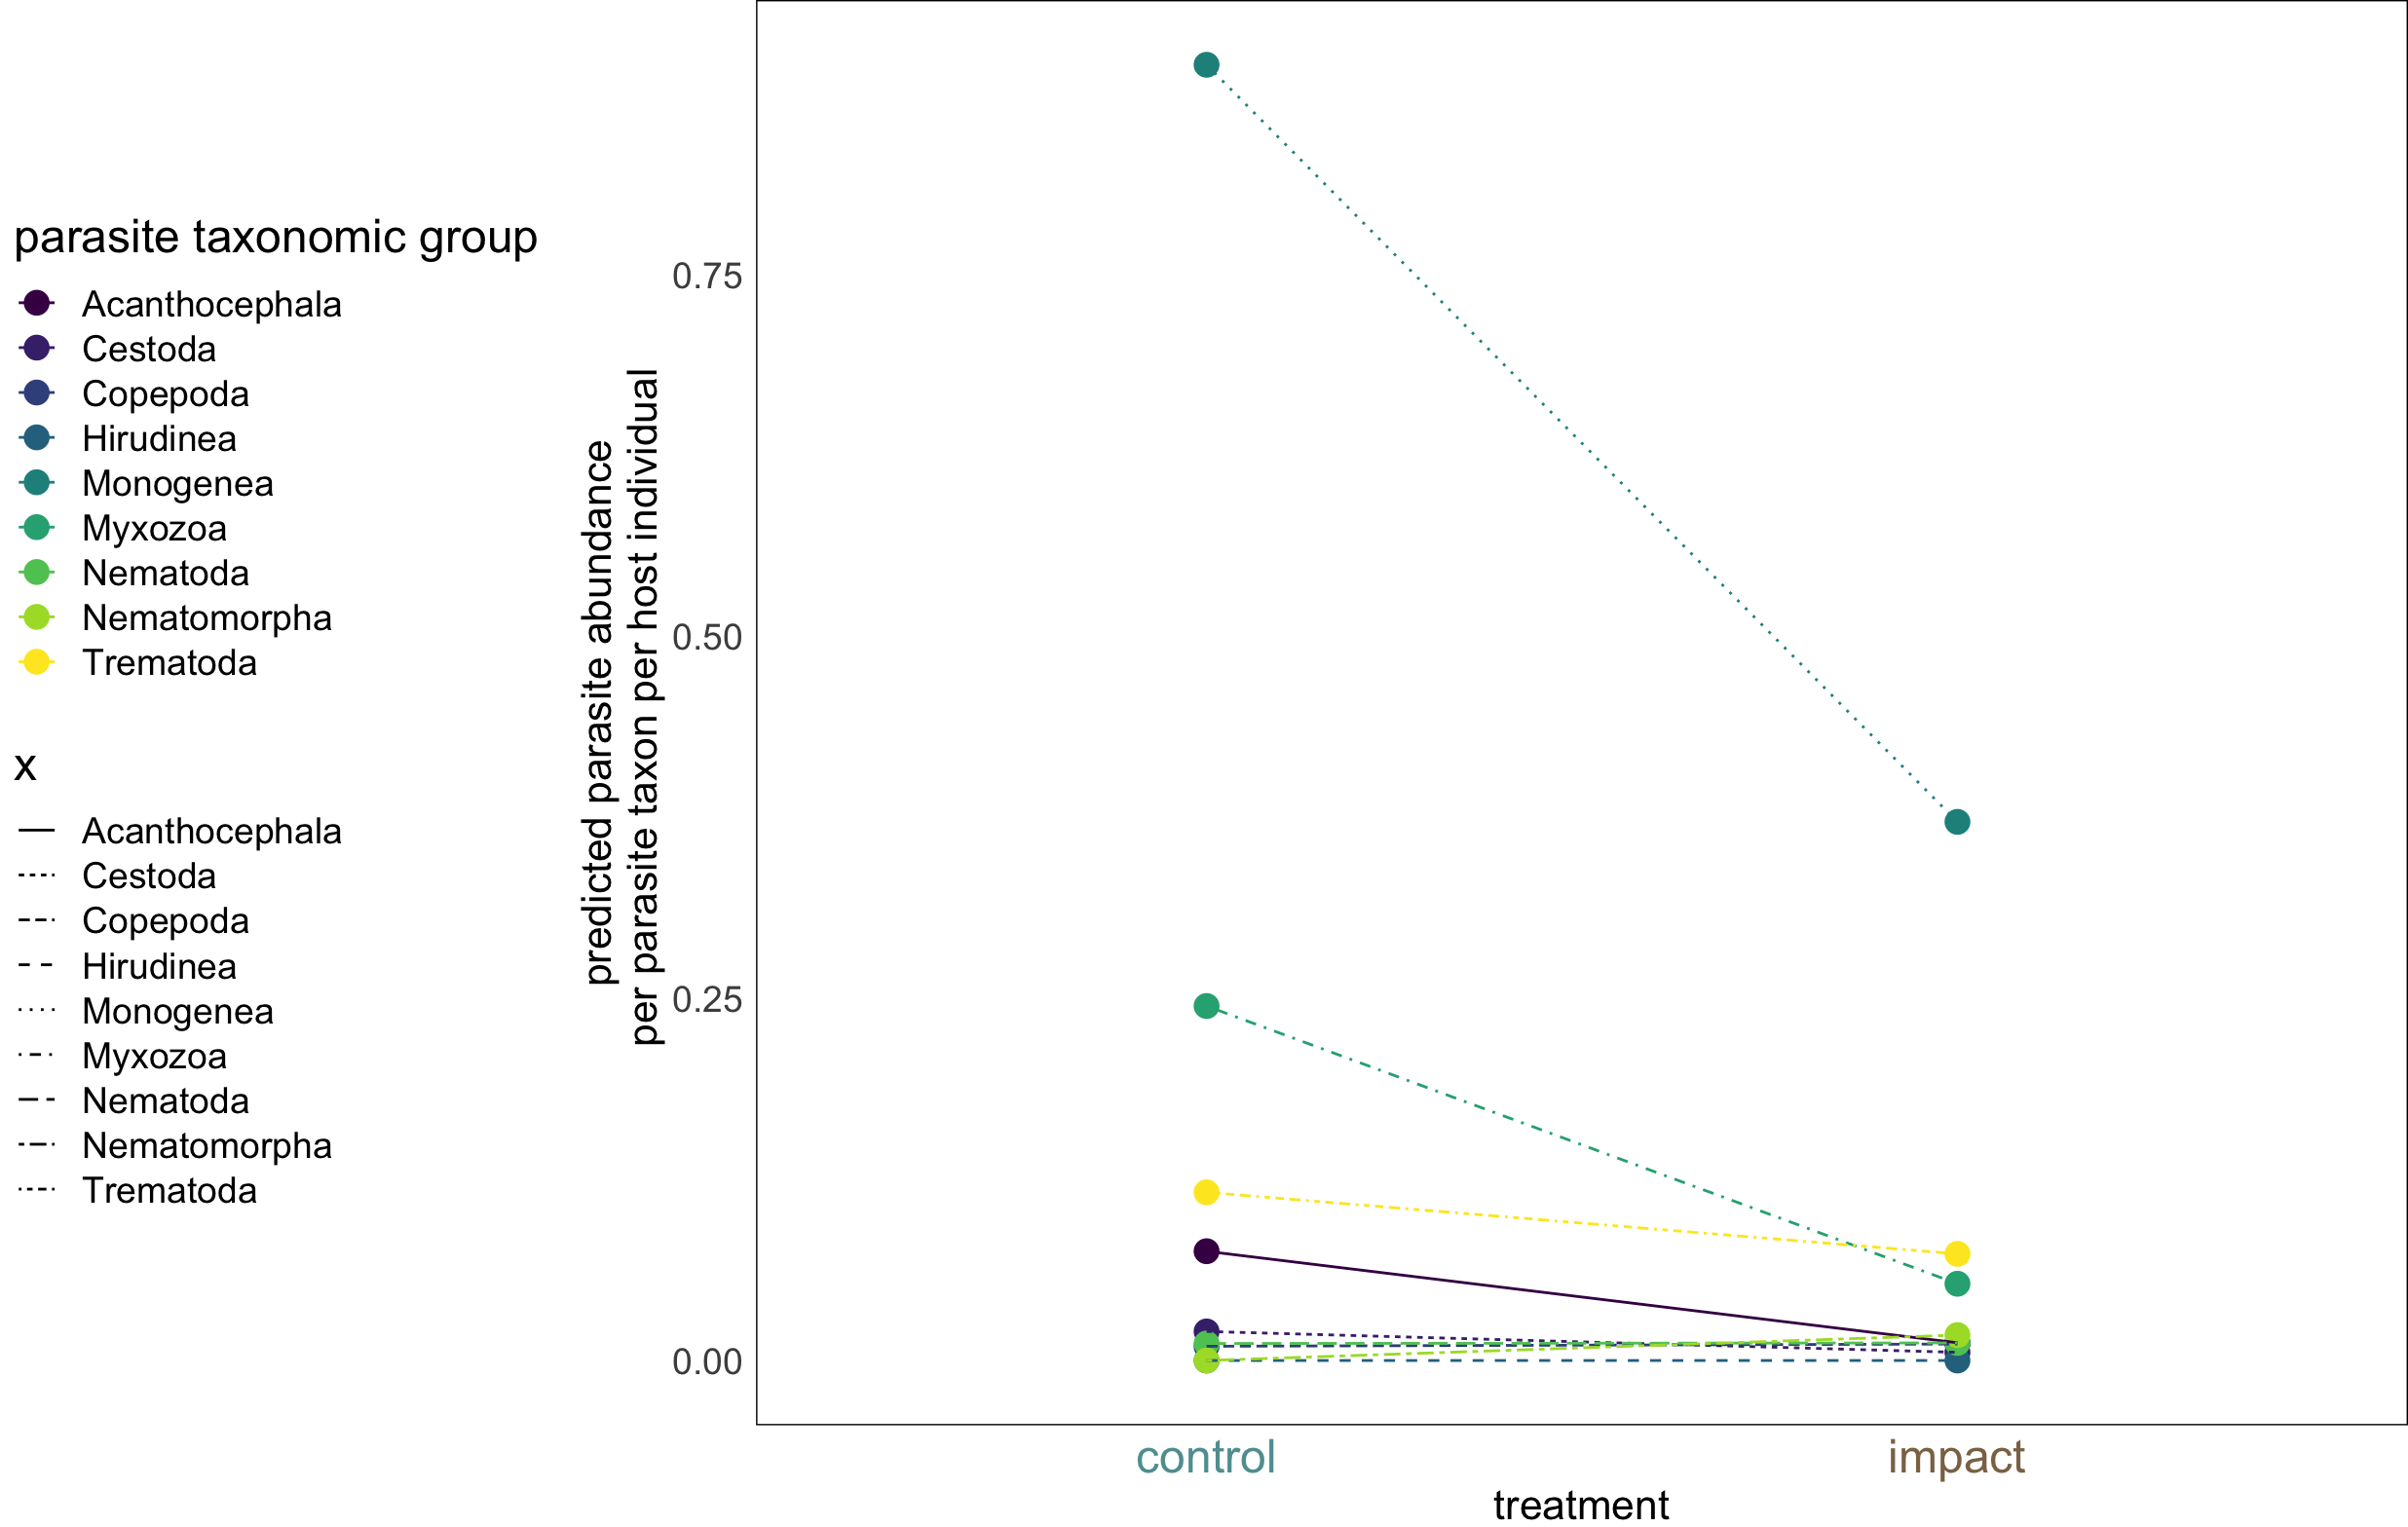 parasite taxonomic group
Acanthocephala
Cestoda
Copepoda
Hirudinea
Monogenea
Myxozoa
Nematoda
Nematomorpha
Trematoda
x
Acanthocephala
Cestoda
Copepoda
Hirudinea
Monogenea
Myxozoa
Nematoda
Nematomorpha
Trematoda
predicted parasite abundance
per parasite taxon per host individual
0.75
0.50
0.25
0.00
control
impact
treatment